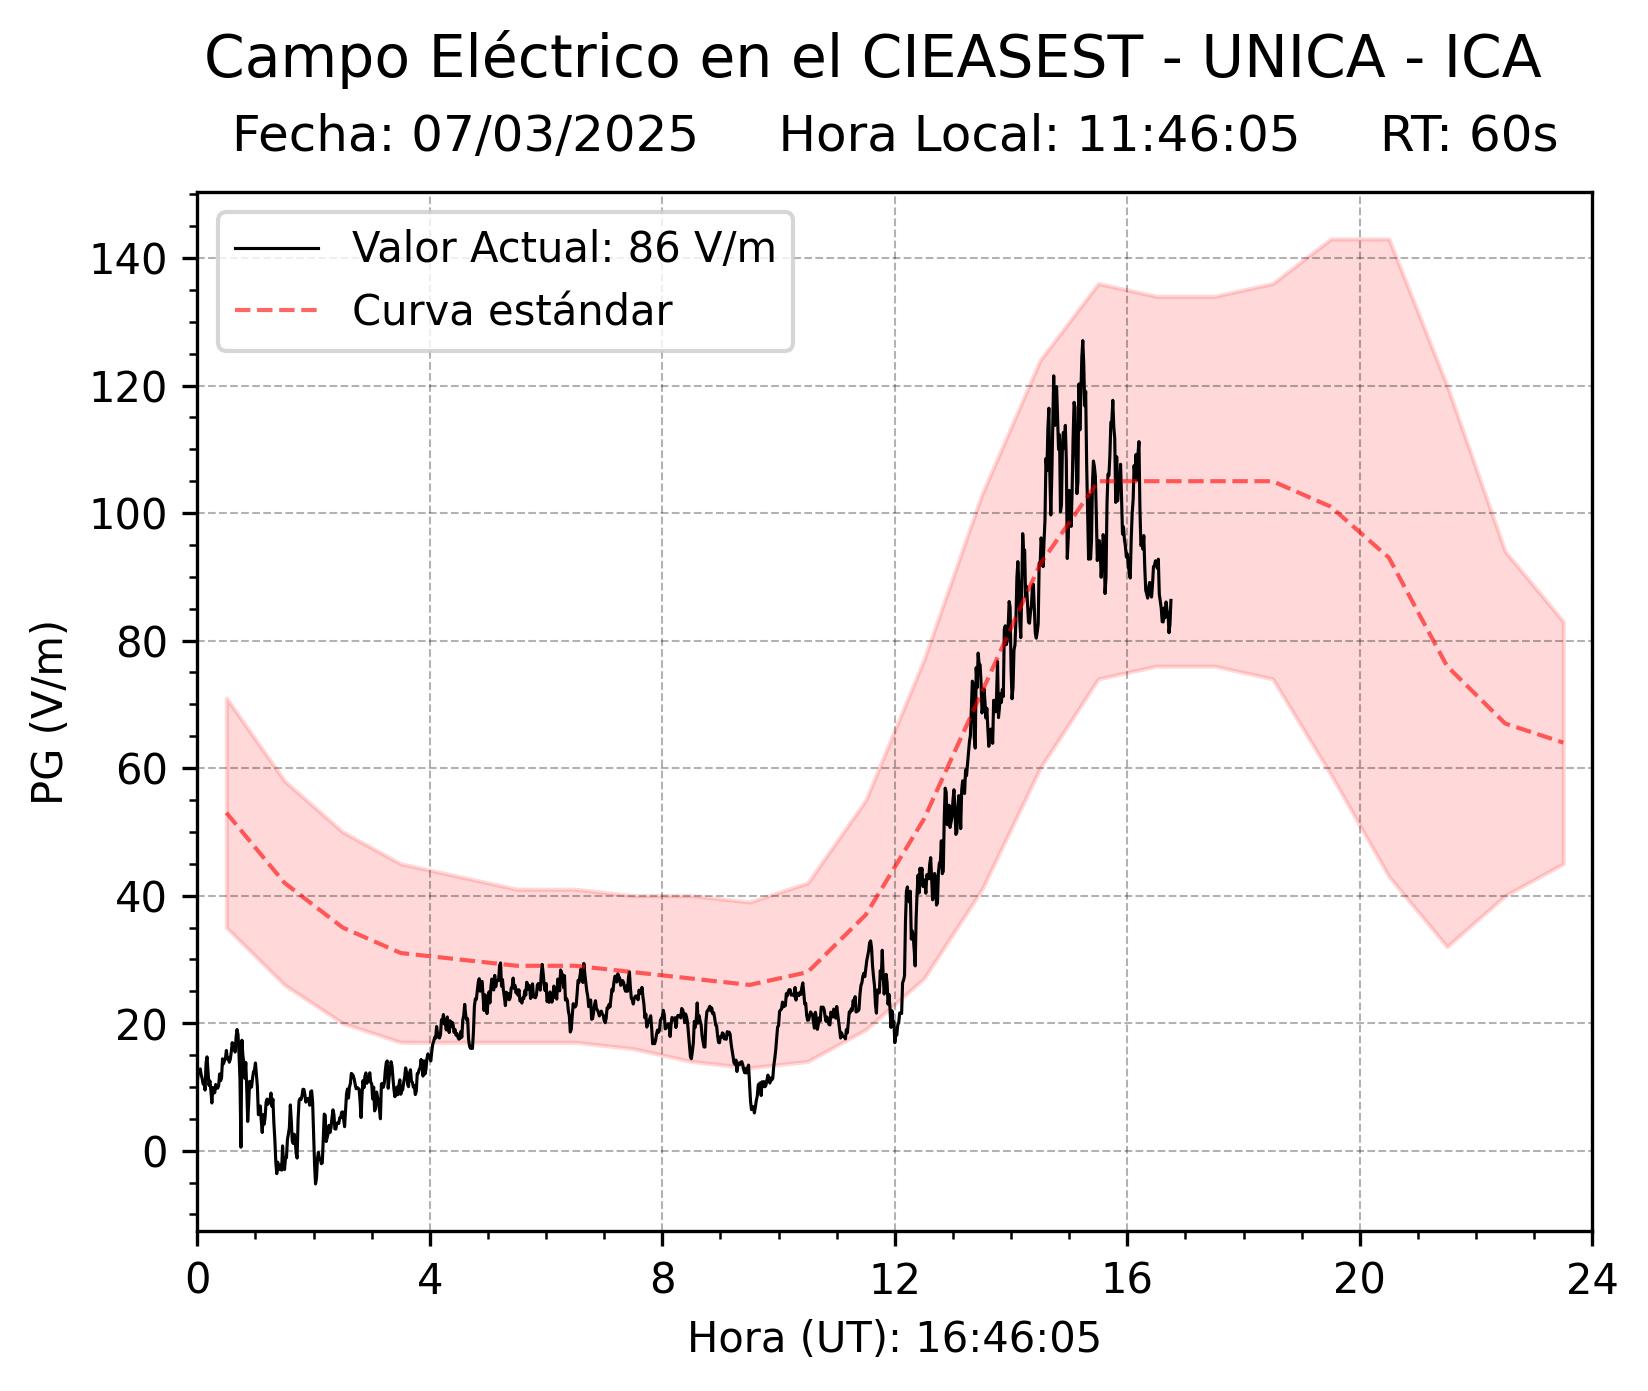 Campo Eléctrico en el CIEASEST - UNICA - ICA
Fecha: 07/03/2025 Hora Local: 11:46:05 RT: 60s
Valor Actual: 86 V/m
Curva estándar
140
120
100
80
60
40
20
0
PG (V/m)
0 4 8 12 16 20 24
Hora (UT): 16:46:05